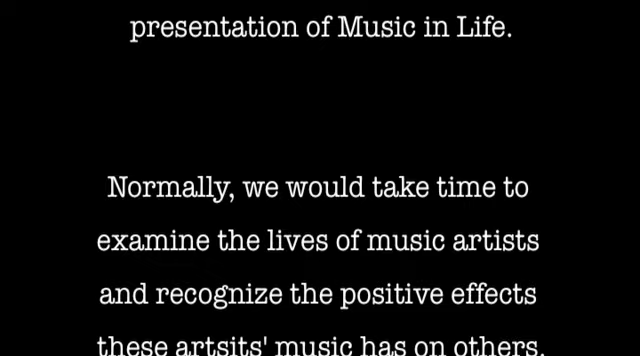 presentation of Music in Life.
Normally, we would take time to
examine the lives of music artists
and recognize the positive effects
these artsits' music has on others.